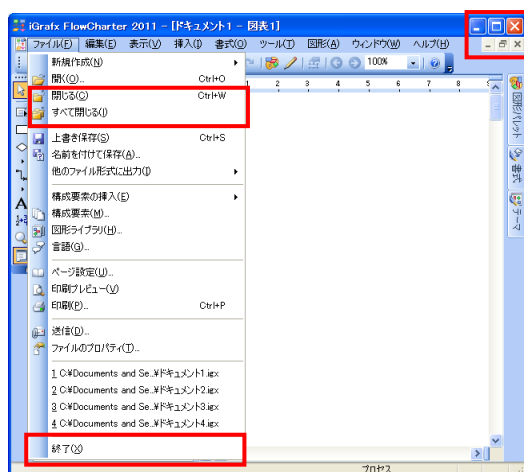 iGrafx FlowCharter 2011 - [ドキュメント1 - 図表1]
ファイル(F) 編集(E) 表示(V) 挿入(I) 書式(O) ツール(T) 図形(A) ウィンドウ(W) ヘルプ(H)
新規作成(N)
100%
開く(O)... Ctrl+O
1 2 3 4 5 6 7 8
閉じる(C) Ctrl+W
すべて閉じる(l)
上書き保存(S) Ctrl+S
名前を付けて保存(A)...
他のファイル形式に出力(I)
構成要素の挿入(E)
構成要素(M)...
図形ライブラリ(H)...
言語(G)...
ページ設定(U)...
印刷プレビュー(V)
印刷(P)... Ctrl+P
送信(D)...
ファイルのプロパティ(T)...
1 C:¥Documents and Se...¥ドキュメント1.igx
2 C:¥Documents and Se...¥ドキュメント2.igx
3 C:¥Documents and Se...¥ドキュメント3.igx
4 C:¥Documents and Se...¥ドキュメント4.igx
終了(X)
プロセス
図形パレット
書式
テーマ
A